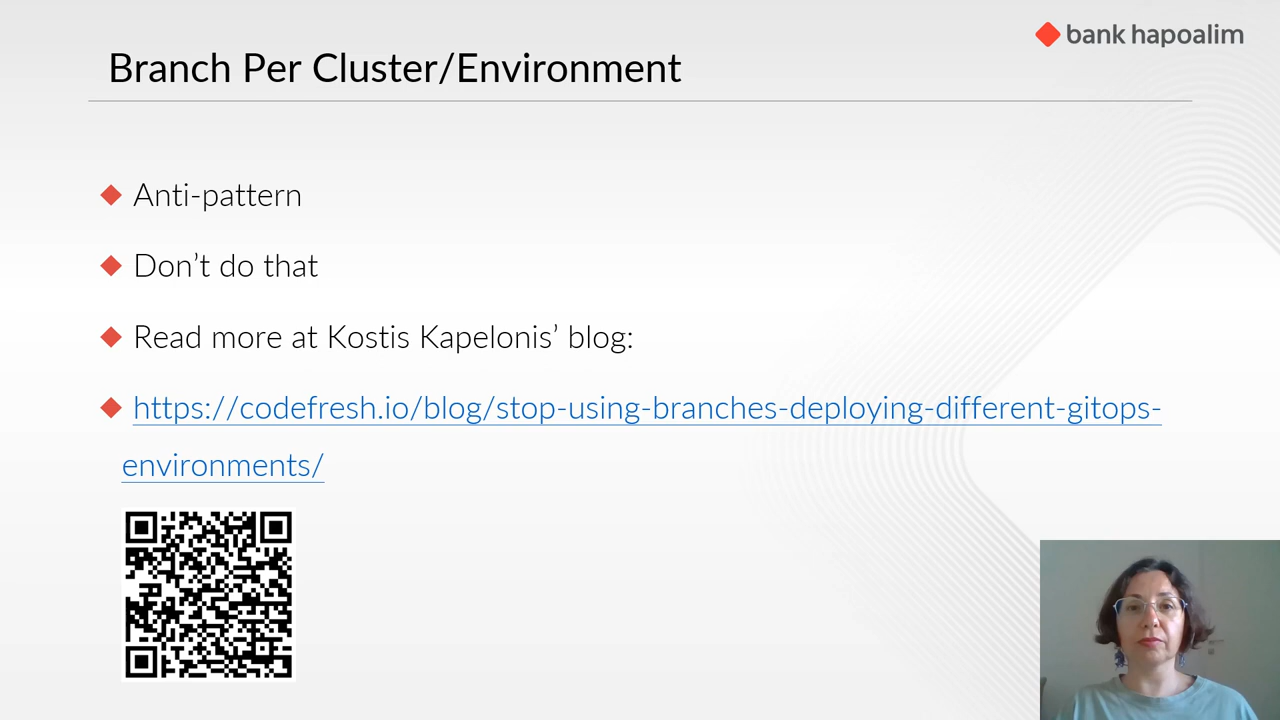 bank hapoalim
Branch Per Cluster/Environment
Anti-pattern
Don’t do that
Read more at Kostis Kapelonis’ blog:
https://codefresh.io/blog/stop-using-branches-deploying-different-gitops-
environments/